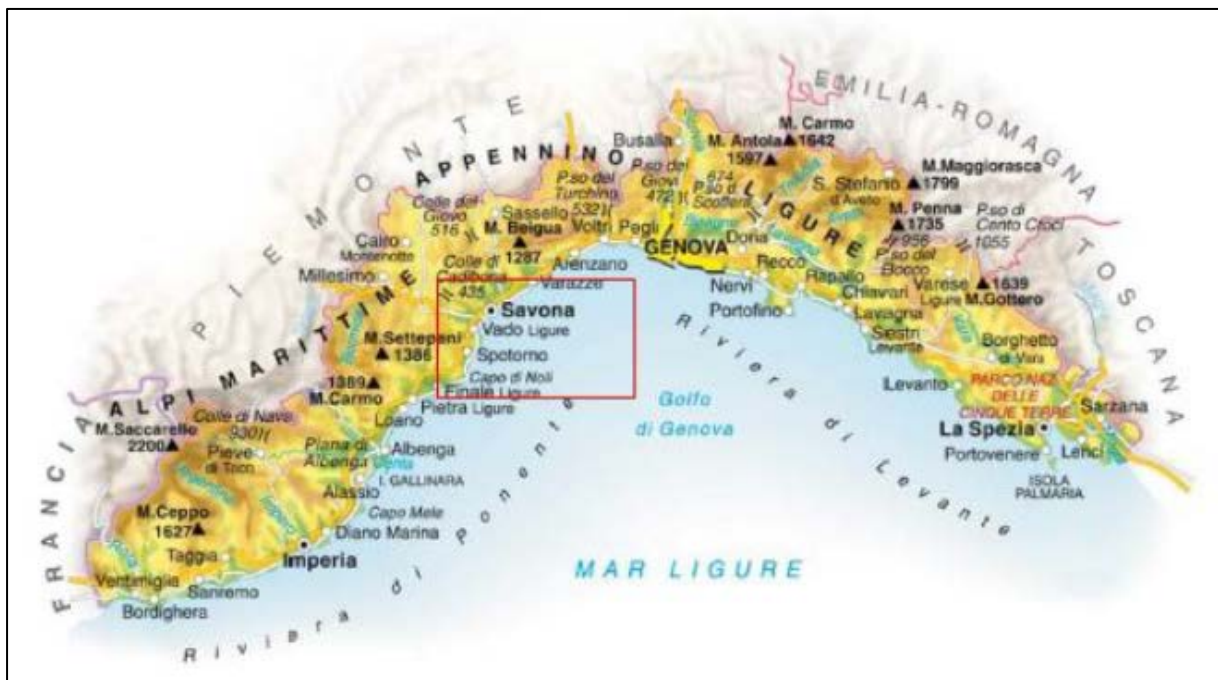 EMILIA-ROMAGNA
PIEMONTE
APPENNINO
LIGURE
TOSCANA
ALPI MARITTIME
FRANCIA
M. Carmo
1642
M. Antola
1597
Busalla
P.so dei
Giovi
472
674
P.so d.
Scoffera
S. Stefano
d'Aveto
M.Maggiorasca
1799
M. Penna
1735
P.so di
Cento Croci
1055
956
P.so del
Bocco
P.so del
Turchino
532
Colle del
Giovo
516
Sassello
M. Beigua
1287
Voltri
Pegli
GENOVA
Doria
Recco
Rapallo
Nervi
Portofino
Chiavari
Lavagna
Sestri
Levante
Varese
Ligure
1639
M.Gottero
Cairo
Montenotte
Millesimo
Colle di
Cadibona
435
Arenzano
Varazze
Savona
Vado Ligure
M.Settepani
1386
Spotorno
Capo di Noli
Finale Ligure
1389
M.Carmo
Pietra Ligure
Loano
Borghetto
di Vara
Levanto
PARCO NAZ.
DELLE
CINQUE TERRE
Sarzana
La Spezia
Lerici
Portovenere
ISOLA
PALMARIA
Colle di Nava
930
M.Saccarello
2200
Pieve
di Teco
Piana di
Albenga
Albenga
I. GALLINARA
Alassio
Capo Mele
M.Ceppo
1627
Diano Marina
Imperia
Taggia
Ventimiglia
Sanremo
Bordighera
Golfo
di Genova
Riviera di Ponente
Riviera di Levante
MAR LIGURE